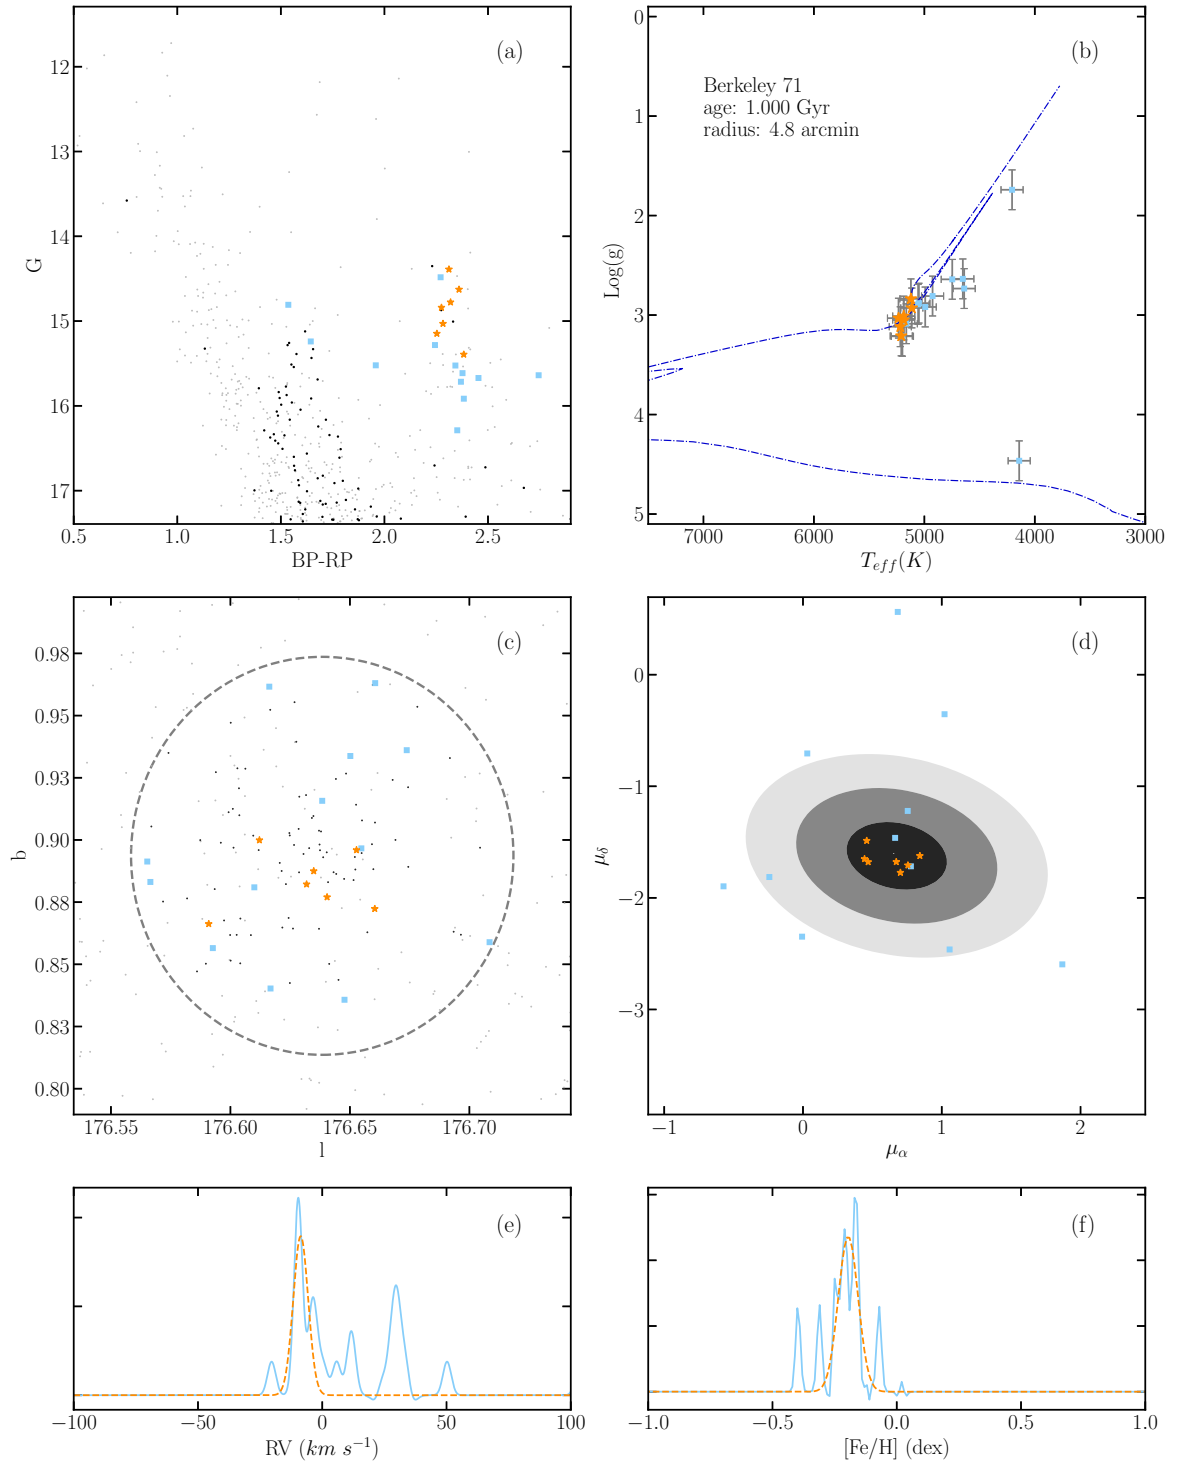 (a)
12
13
14
15
16
17
G
0.5 1.0 1.5 2.0 2.5
BP-RP
(b)
Berkeley 71
age: 1.000 Gyr
radius: 4.8 arcmin
0
1
2
3
4
5
Log(g)
7000 6000 5000 4000 3000
T_{eff}(K)
(c)
0.98
0.95
0.93
0.90
0.88
0.85
0.83
0.80
b
176.55 176.60 176.65 176.70
l
(d)
0
−1
−2
−3
μ_δ
−1 0 1 2
μ_α
(e)
−100 −50 0 50 100
RV (km s⁻¹)
(f)
−1.0 −0.5 0.0 0.5 1.0
[Fe/H] (dex)